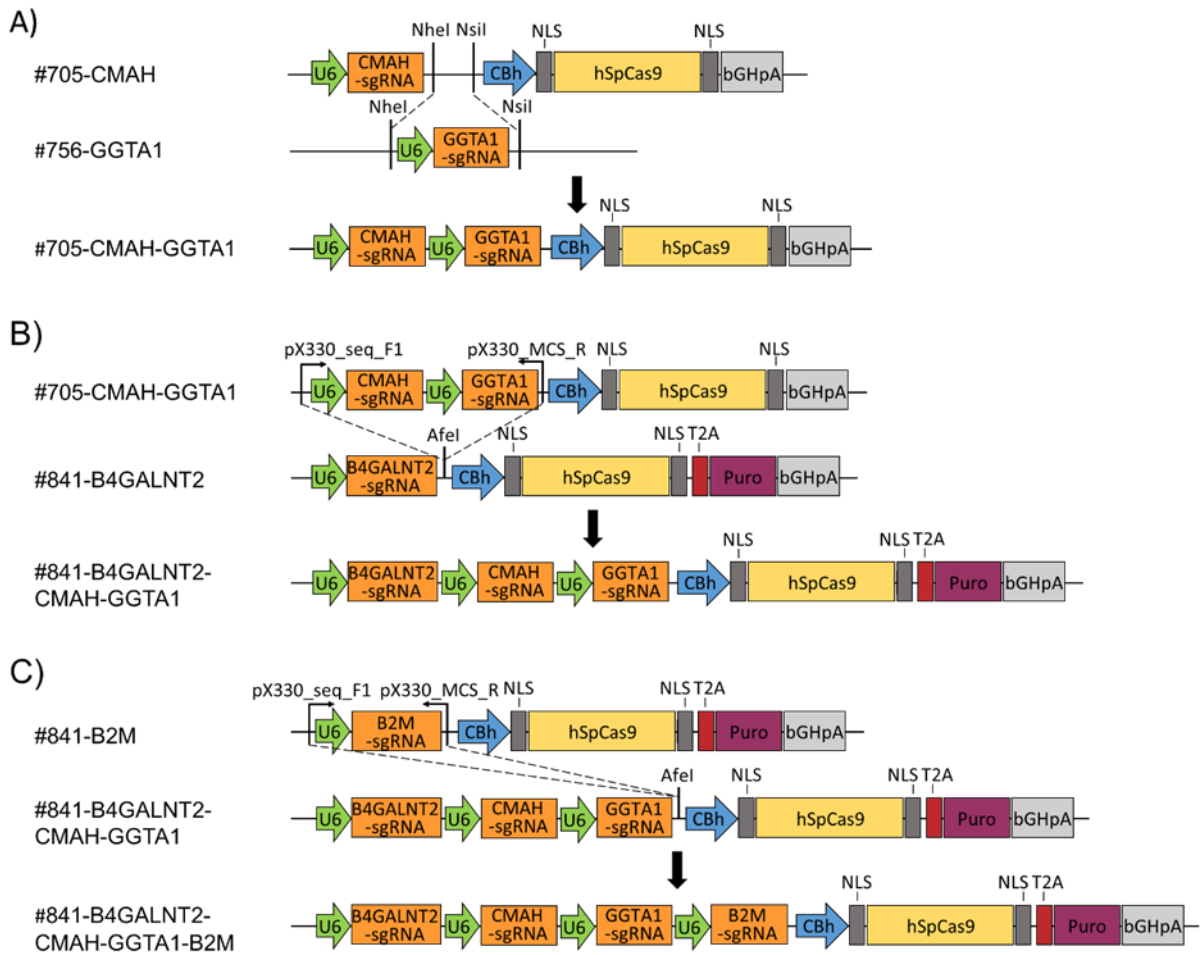 A)
NheI NsiI NLS NLS
#705-CMAH U6 CMAH -sgRNA CBh hSpCas9 bGHpA
NheI NsiI
#756-GGTA1 U6 GGTA1 -sgRNA
NLS NLS
#705-CMAH-GGTA1 U6 CMAH -sgRNA U6 GGTA1 -sgRNA CBh hSpCas9 bGHpA
B)
pX330_seq_F1 pX330_MCS_R NLS NLS
#705-CMAH-GGTA1 U6 CMAH -sgRNA U6 GGTA1 -sgRNA CBh hSpCas9 bGHpA
AfeI NLS NLS T2A
#841-B4GALNT2 U6 B4GALNT2 -sgRNA CBh hSpCas9 Puro bGHpA
NLS NLS T2A
#841-B4GALNT2-
CMAH-GGTA1
U6 B4GALNT2 -sgRNA U6 CMAH -sgRNA U6 GGTA1 -sgRNA CBh hSpCas9 Puro bGHpA
C)
pX330_seq_F1 pX330_MCS_R NLS NLS T2A
#841-B2M U6 B2M -sgRNA CBh hSpCas9 Puro bGHpA
AfeI NLS NLS T2A
#841-B4GALNT2-
CMAH-GGTA1
U6 B4GALNT2 -sgRNA U6 CMAH -sgRNA U6 GGTA1 -sgRNA CBh hSpCas9 Puro bGHpA
NLS NLS T2A
#841-B4GALNT2-
CMAH-GGTA1-B2M
U6 B4GALNT2 -sgRNA U6 CMAH -sgRNA U6 GGTA1 -sgRNA U6 B2M -sgRNA CBh hSpCas9 Puro bGHpA